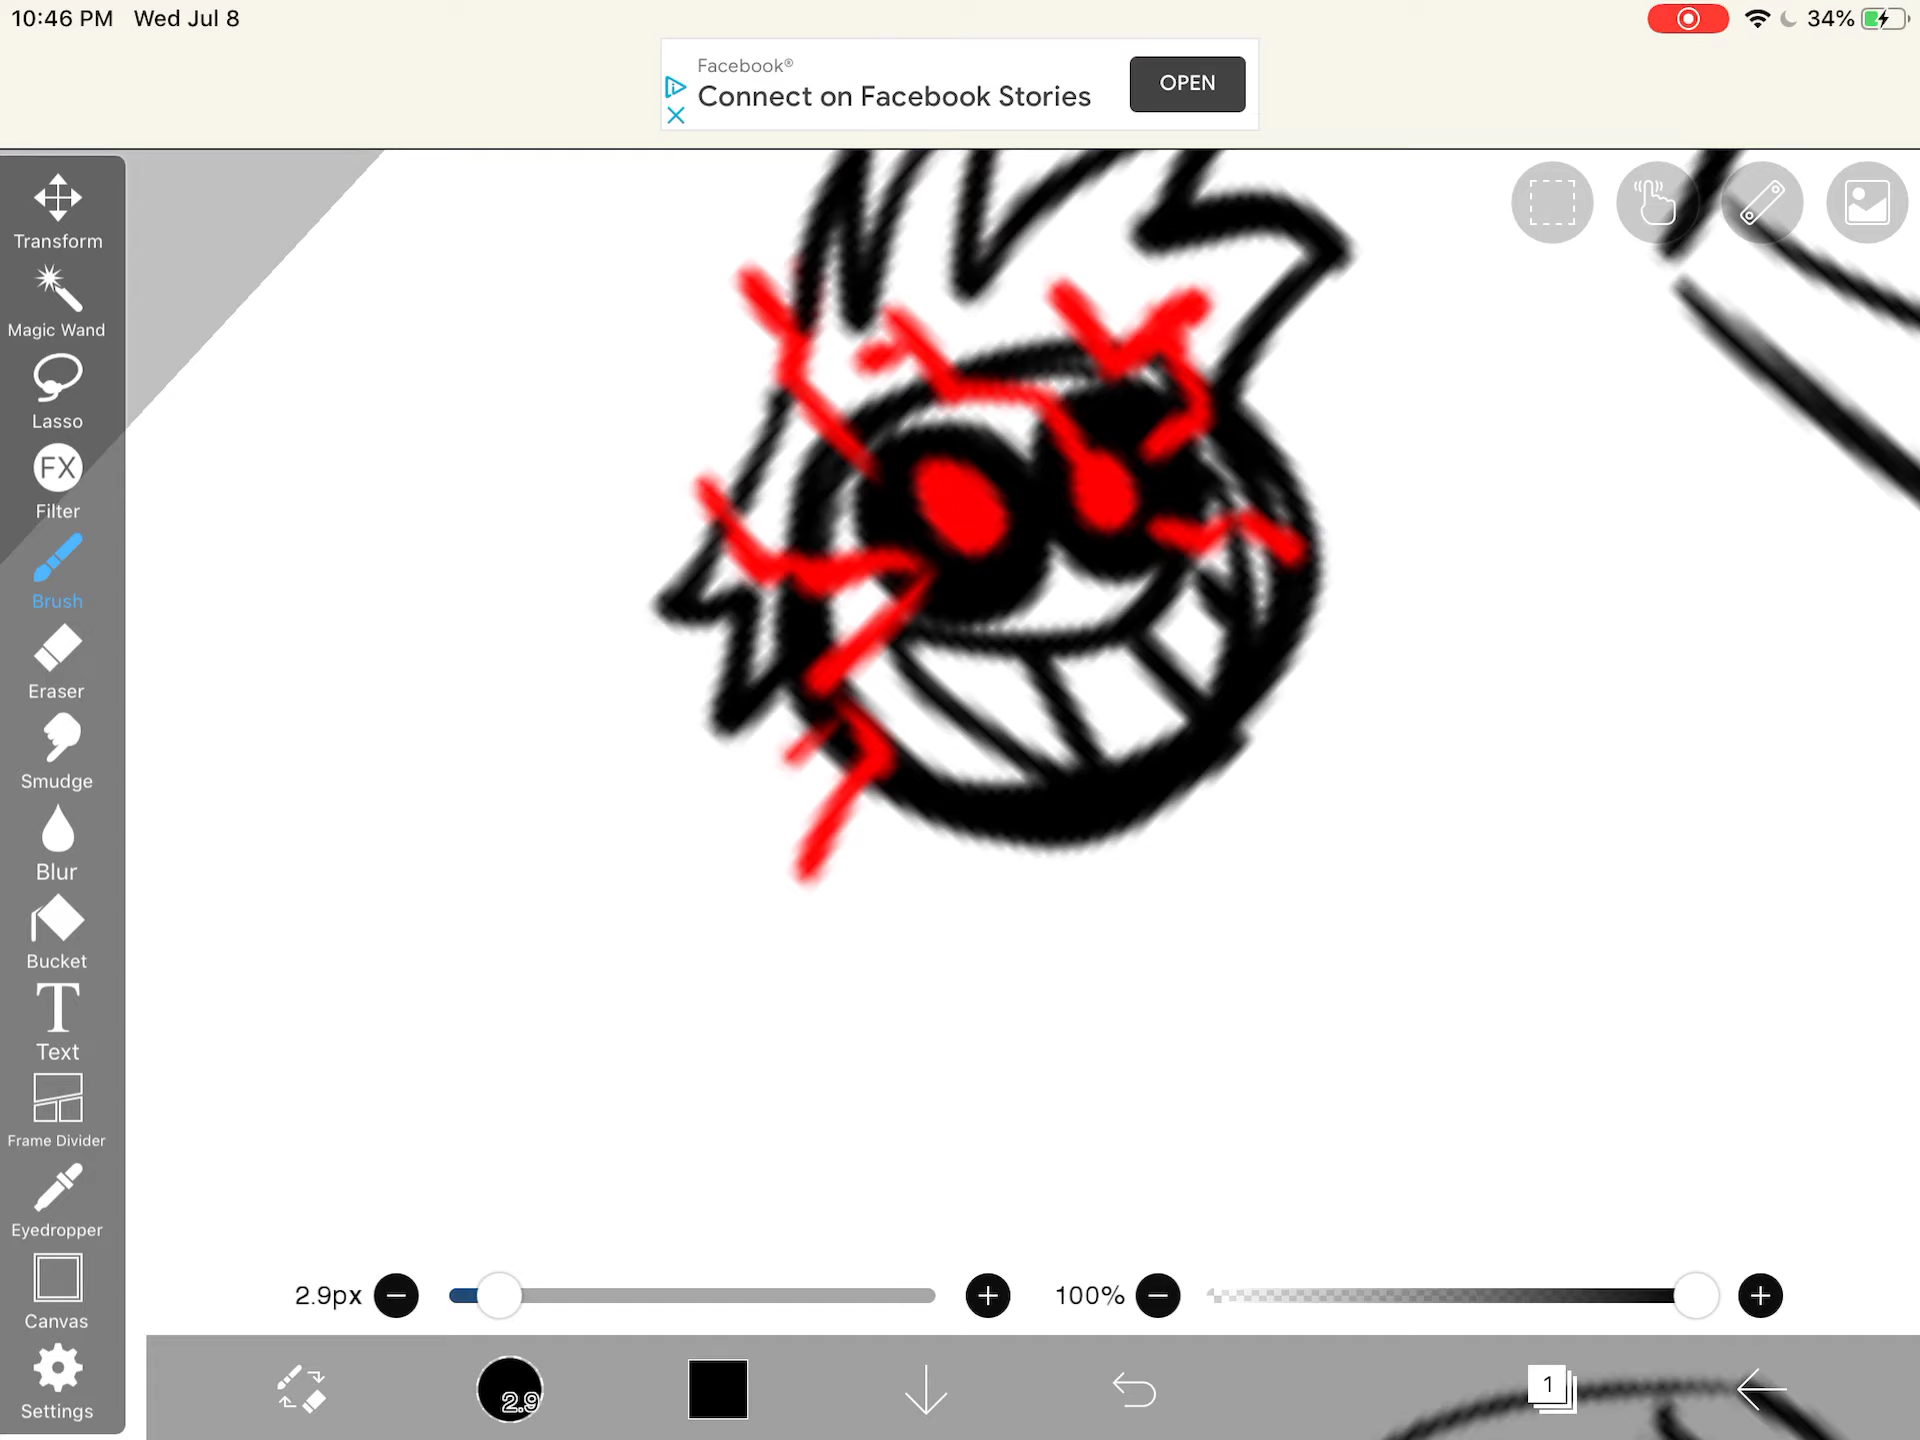 10:46 PM Wed Jul 8
34%
Facebook®
Connect on Facebook Stories
OPEN
Transform
Magic Wand
Lasso
FX
Filter
Brush
Eraser
Smudge
Blur
Bucket
T
Text
Frame Divider
Eyedropper
Canvas
Settings
2.9px
100%
2.9
1